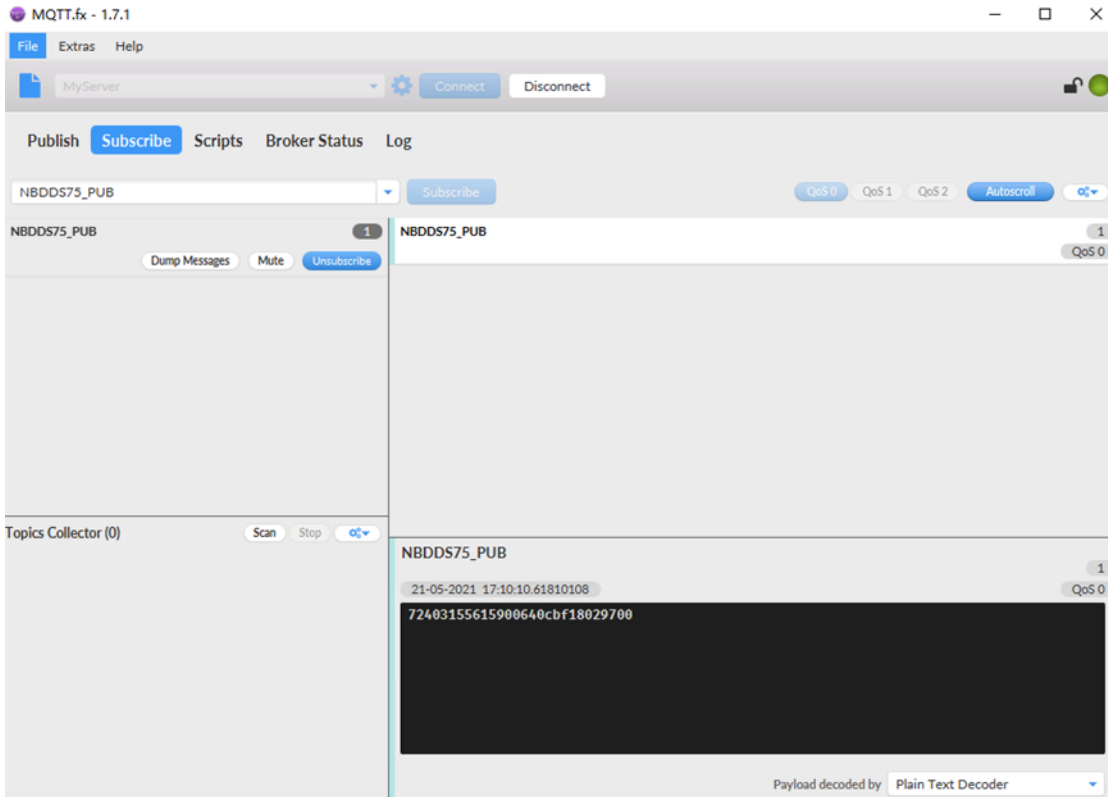 MQTT.fx - 1.7.1
File Extras Help
MyServer Connect Disconnect
Publish Subscribe Scripts Broker Status Log
NBDDS75_PUB Subscribe QoS 0 QoS 1 QoS 2 Autoscroll
NBDDS75_PUB 1
Dump Messages Mute Unsubscribe
NBDDS75_PUB 1
QoS 0
Topics Collector (0) Scan Stop
NBDDS75_PUB
1
21-05-2021 17:10:10.61810108 QoS 0
72403155615900640cbf18029700
Payload decoded by Plain Text Decoder